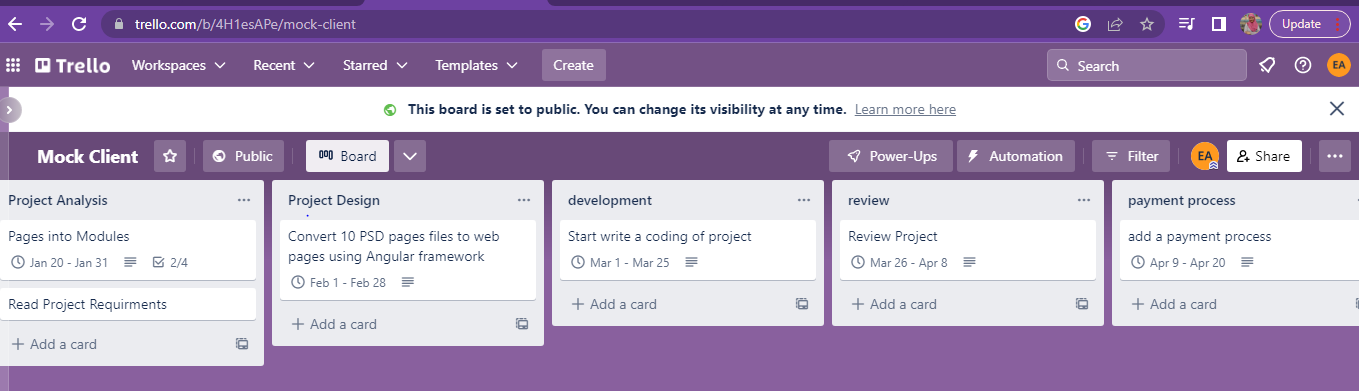 trello.com/b/4H1esAPe/mock-client
Update
Trello Workspaces Recent Starred Templates Create Search EA
This board is set to public. You can change its visibility at any time. Learn more here
Mock Client Public Board Power-Ups Automation Filter EA Share
Project Analysis
Pages into Modules
Jan 20 - Jan 31 2/4
Read Project Requirments
+ Add a card
Project Design
Convert 10 PSD pages files to web
pages using Angular framework
Feb 1 - Feb 28
+ Add a card
development
Start write a coding of project
Mar 1 - Mar 25
+ Add a card
review
Review Project
Mar 26 - Apr 8
+ Add a card
payment process
add a payment process
Apr 9 - Apr 20
+ Add a card